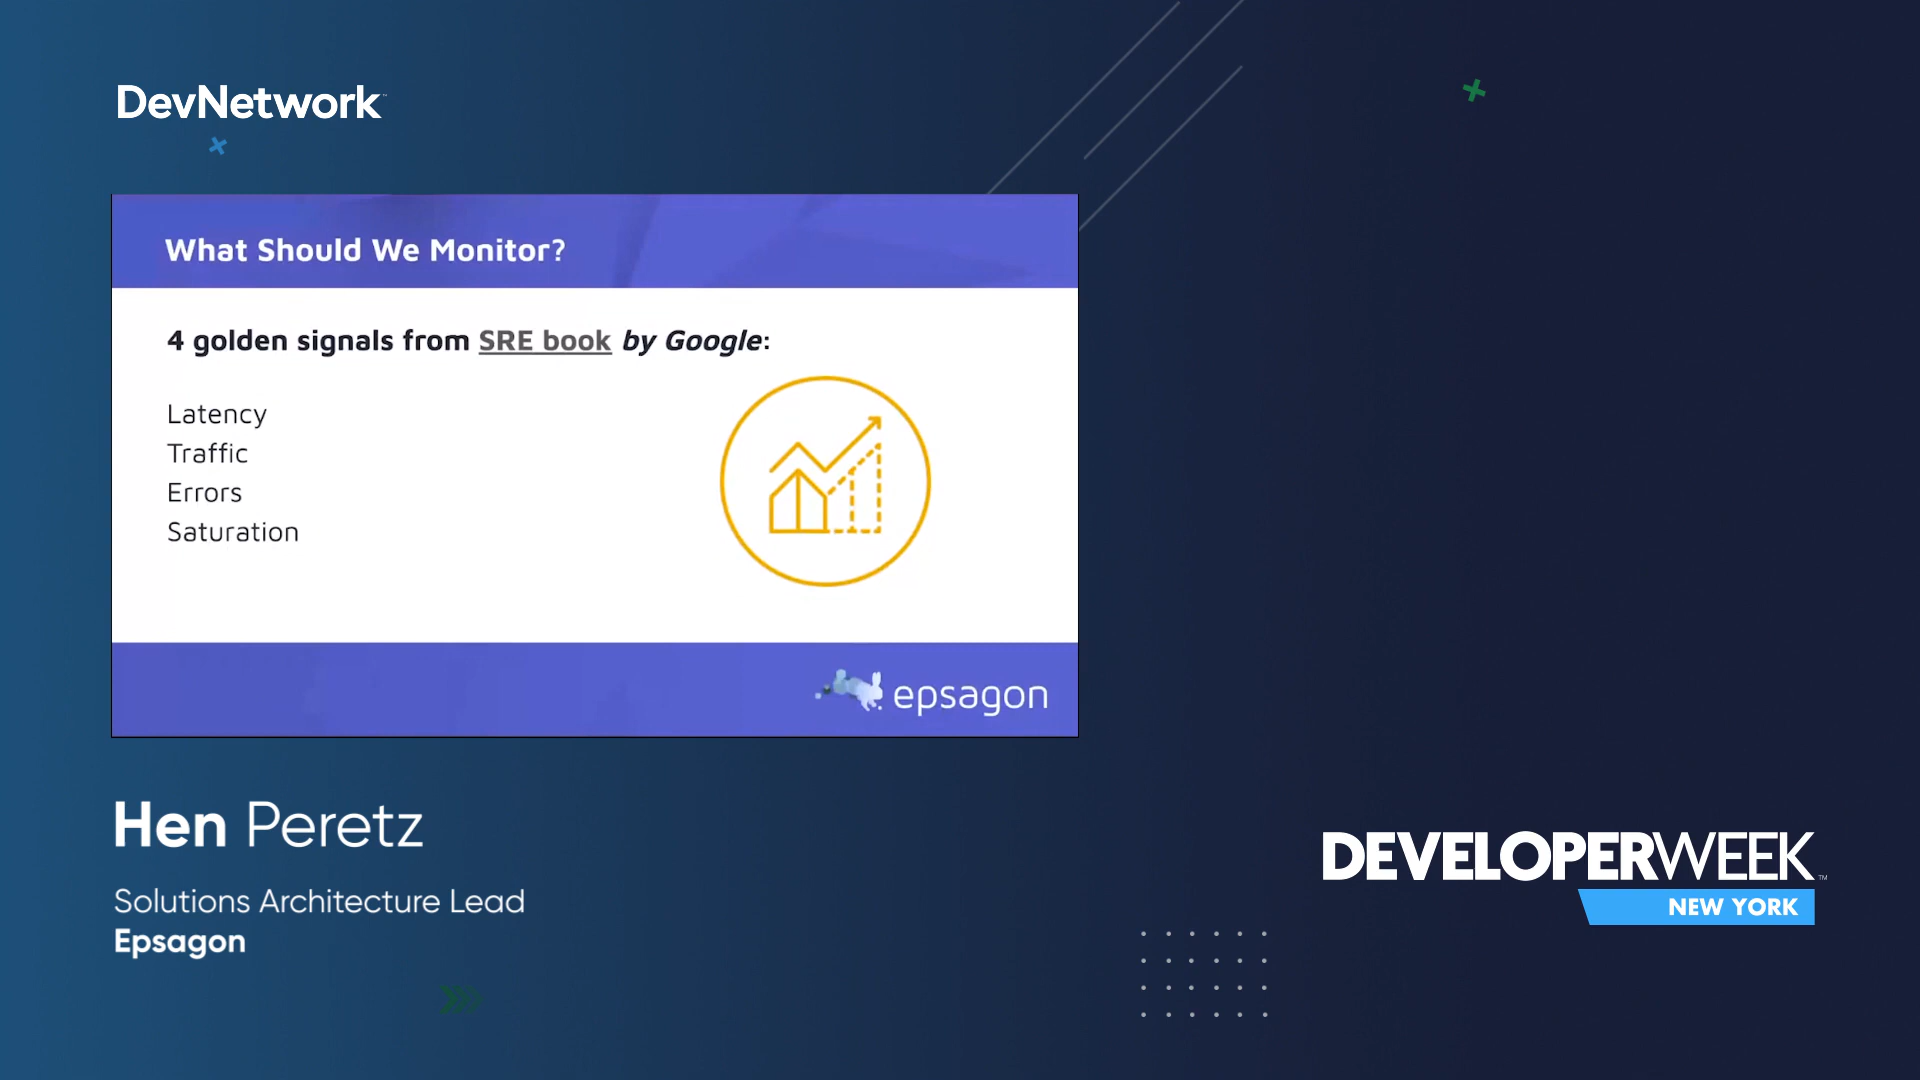 DevNetwork
What Should We Monitor?
4 golden signals from SRE book by Google:
Latency
Traffic
Errors
Saturation
epsagon
Hen Peretz
Solutions Architecture Lead
Epsagon
DEVELOPERWEEK™
NEW YORK